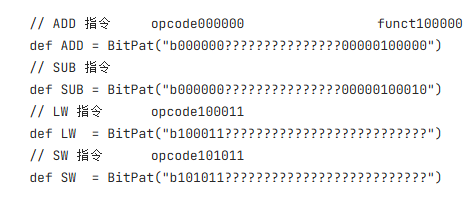 // ADD 指令     opcode000000                 funct100000
def ADD = BitPat("b000000???????????????00000100000")
// SUB 指令
def SUB = BitPat("b000000???????????????00000100010")
// LW 指令      opcode100011
def LW  = BitPat("b100011??????????????????????????")
// SW 指令      opcode101011
def SW  = BitPat("b101011??????????????????????????")